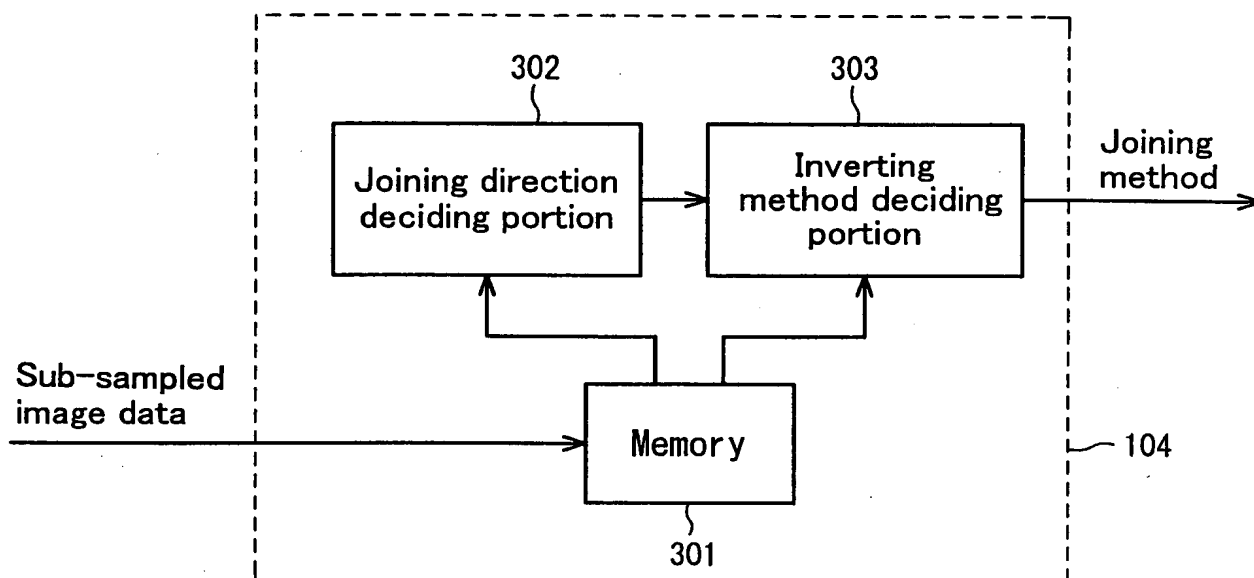 302
303
Joining direction
deciding portion
Inverting
method deciding
portion
Joining
method
Sub-sampled
image data
Memory
104
301